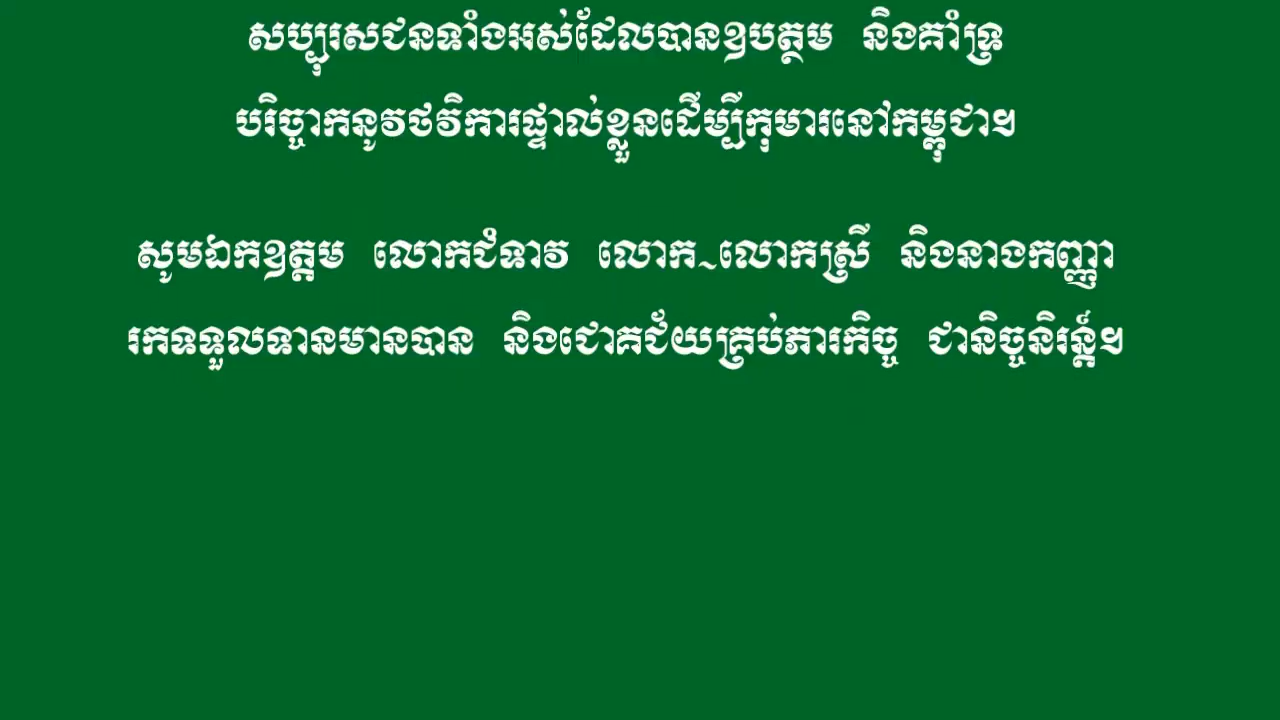 សប្បុរសជនទាំងអស់ដែលបានឧបត្ថម និងគាំទ្រ
បរិច្ចាកនូវថវិការផ្ទាល់ខ្លួនដើម្បីកុមារនៅកម្ពុជា។
សូមឯកឧត្តម លោកជំទាវ លោក~លោកស្រី និងនាងកញ្ញា
រកទទួលទានមានបាន និងជោគជ័យគ្រប់ភារកិច្ច ជានិច្ចនិរន្ត៍។